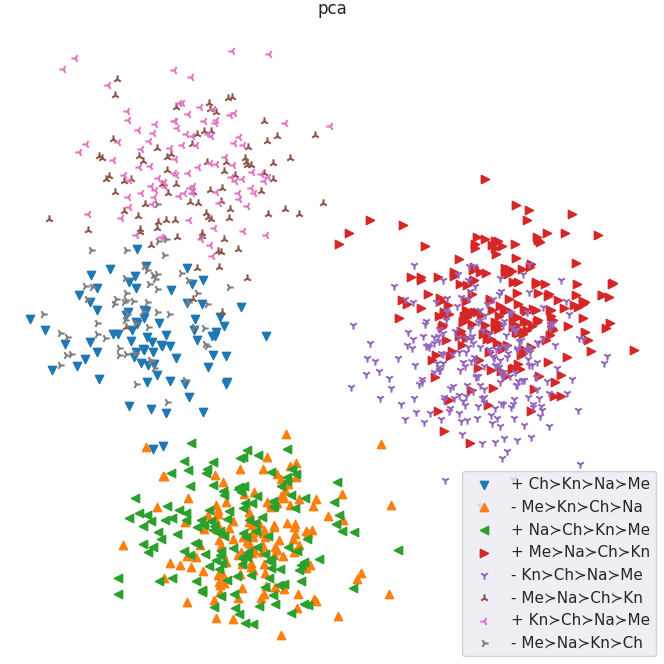 pca
+ Ch≻Kn≻Na≻Me
- Me≻Kn≻Ch≻Na
+ Na≻Ch≻Kn≻Me
+ Me≻Na≻Ch≻Kn
- Kn≻Ch≻Na≻Me
- Me≻Na≻Ch≻Kn
+ Kn≻Ch≻Na≻Me
- Me≻Na≻Kn≻Ch